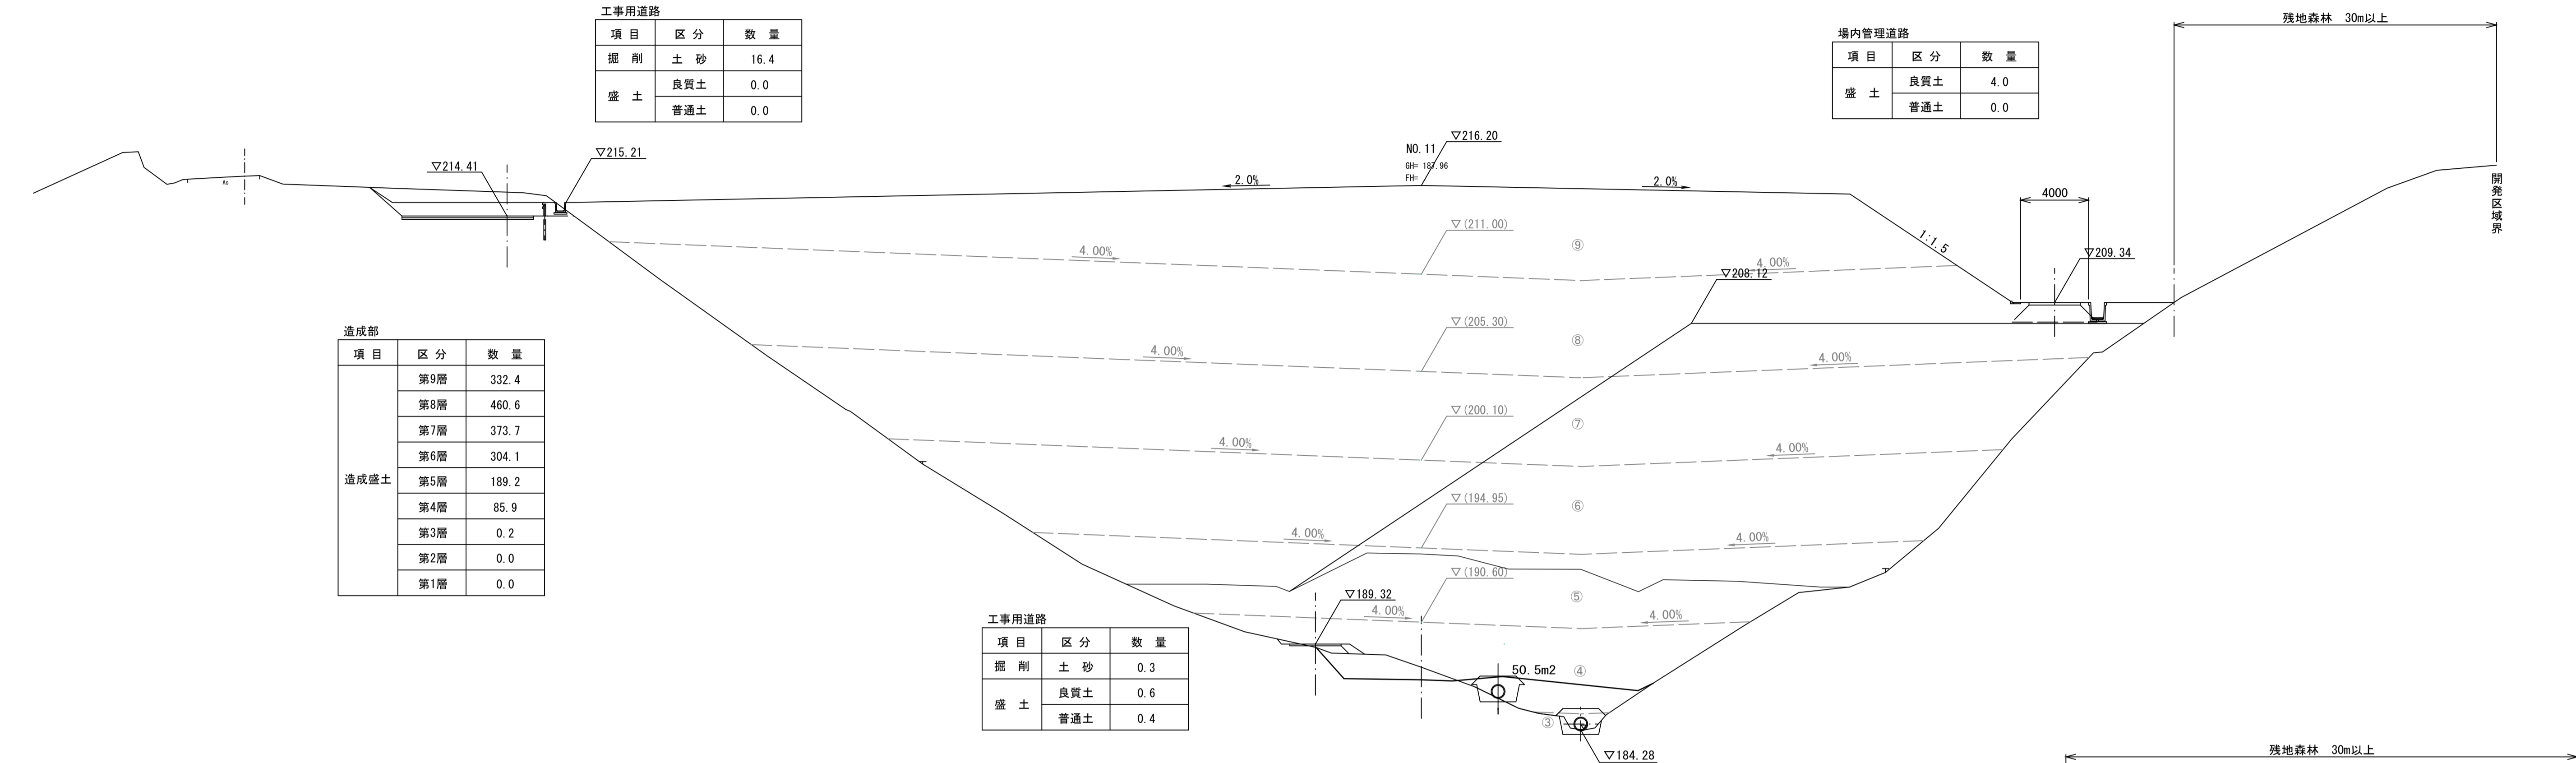 工事用道路
項 目 区 分 数 量
掘 削 土 砂 16.4
盛 土 良質土 0.0
普通土 0.0
場内管理道路
項 目 区 分 数 量
盛 土 良質土 4.0
普通土 0.0
残地森林 30m以上
開発区域界
▽214.41
▽215.21
As
NO.11
GH= 187.96
FH=
▽216.20
2.0%
2.0%
1:1.5
4000
▽209.34
▽208.12
▽(211.00)
⑨
4.00%
4.00%
▽(205.30)
⑧
4.00%
4.00%
▽(200.10)
⑦
4.00%
4.00%
▽(194.95)
⑥
4.00%
4.00%
▽(190.60)
⑤
4.00%
4.00%
▽189.32
50.5m2
④
③
▽184.28
造成部
項 目 区 分 数 量
造成盛土
第9層 332.4
第8層 460.6
第7層 373.7
第6層 304.1
第5層 189.2
第4層 85.9
第3層 0.2
第2層 0.0
第1層 0.0
工事用道路
項 目 区 分 数 量
掘 削 土 砂 0.3
盛 土 良質土 0.6
普通土 0.4
残地森林 30m以上